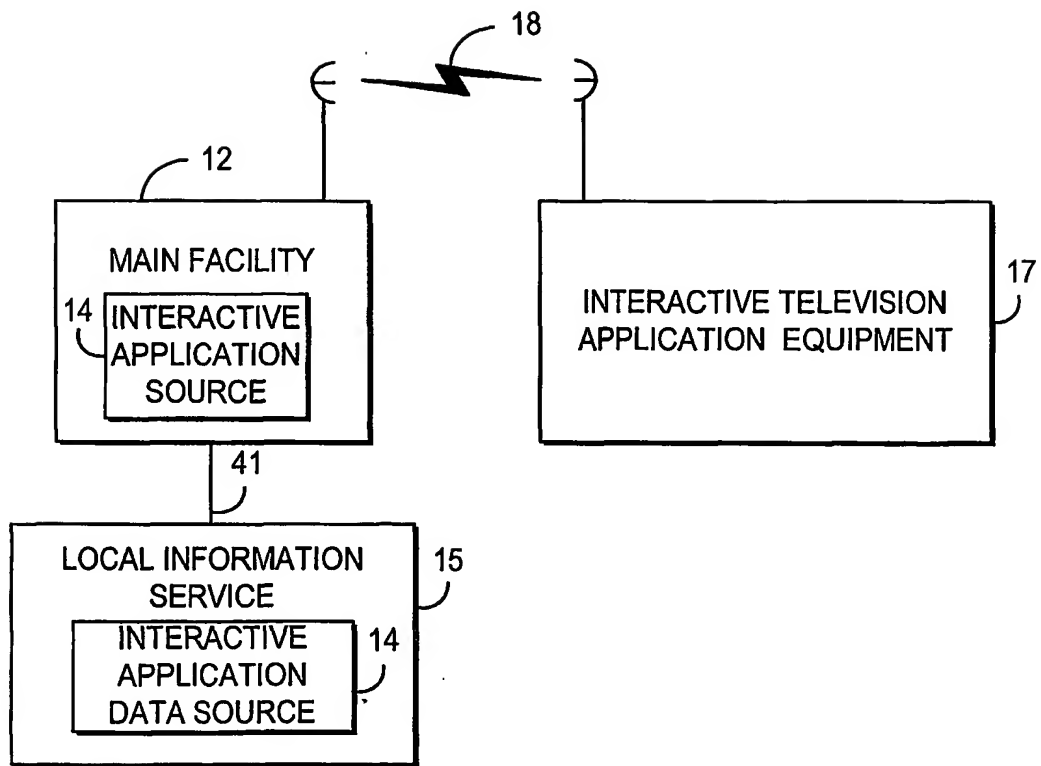 18
12
MAIN FACILITY
14
INTERACTIVE
APPLICATION
SOURCE
INTERACTIVE TELEVISION
APPLICATION EQUIPMENT
17
41
LOCAL INFORMATION
SERVICE
15
INTERACTIVE
APPLICATION
DATA SOURCE
14